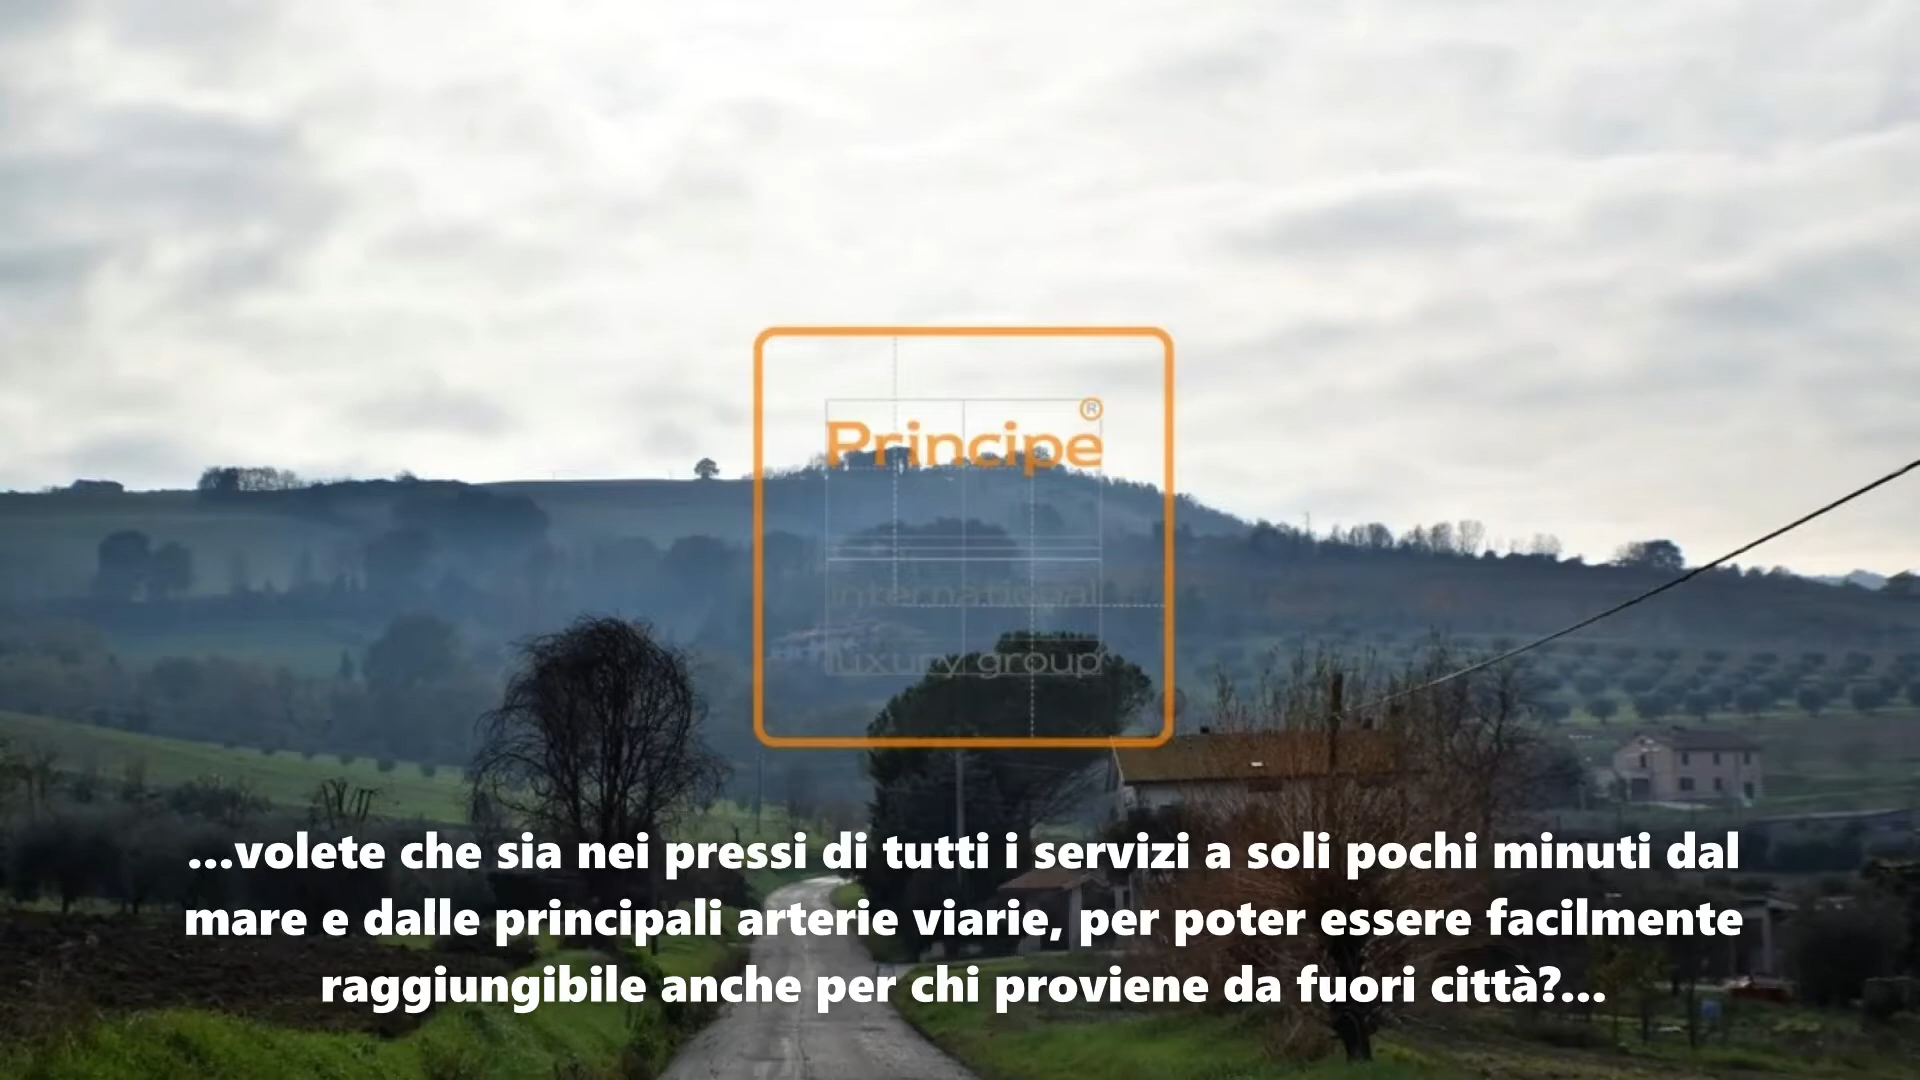 Principe®
international
luxury group
...volete che sia nei pressi di tutti i servizi a soli pochi minuti dal
mare e dalle principali arterie viarie, per poter essere facilmente
raggiungibile anche per chi proviene da fuori città?...